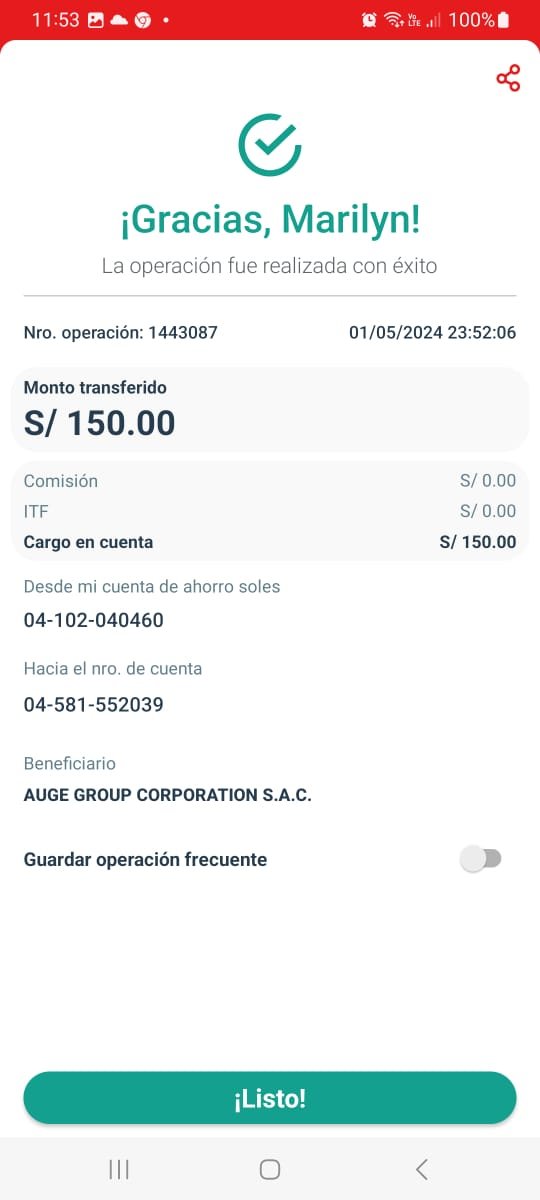 11:53
Vo
LTE
100%
¡Gracias, Marilyn!
La operación fue realizada con éxito
Nro. operación: 1443087 01/05/2024 23:52:06
Monto transferido
S/ 150.00
Comisión S/ 0.00
ITF S/ 0.00
Cargo en cuenta S/ 150.00
Desde mi cuenta de ahorro soles
04-102-040460
Hacia el nro. de cuenta
04-581-552039
Beneficiario
AUGE GROUP CORPORATION S.A.C.
Guardar operación frecuente
¡Listo!